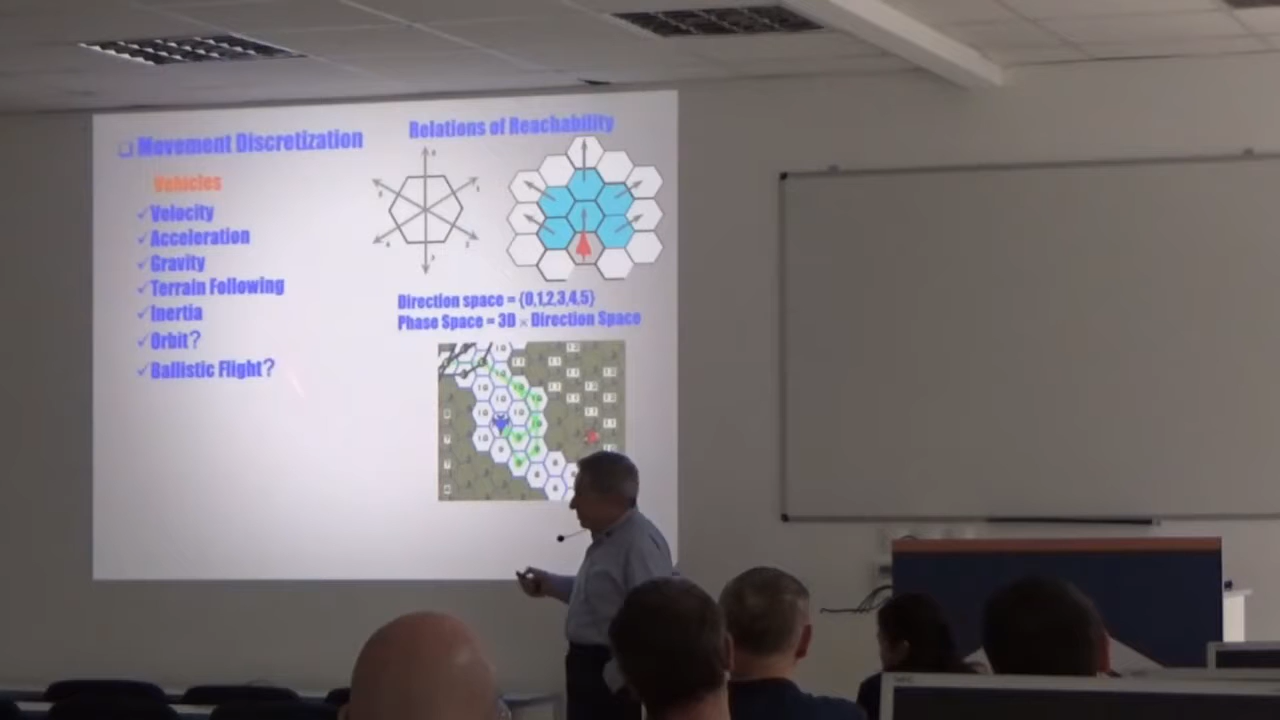 Movement Discretization
Vehicles
Velocity
Acceleration
Gravity
Terrain Following
Inertia
Orbit?
Ballistic Flight?
Relations of Reachability
Direction space = {0,1,2,3,4,5}
Phase Space = 3D × Direction Space